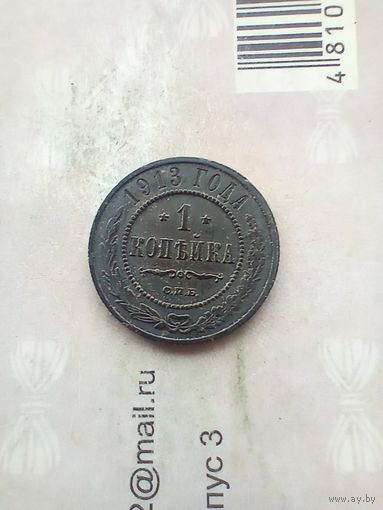 4810
1913 ГОДА
* 1 *
КОПѢЙКА
С.П.Б.
2@mail.ru
пус 3
www.ay.by